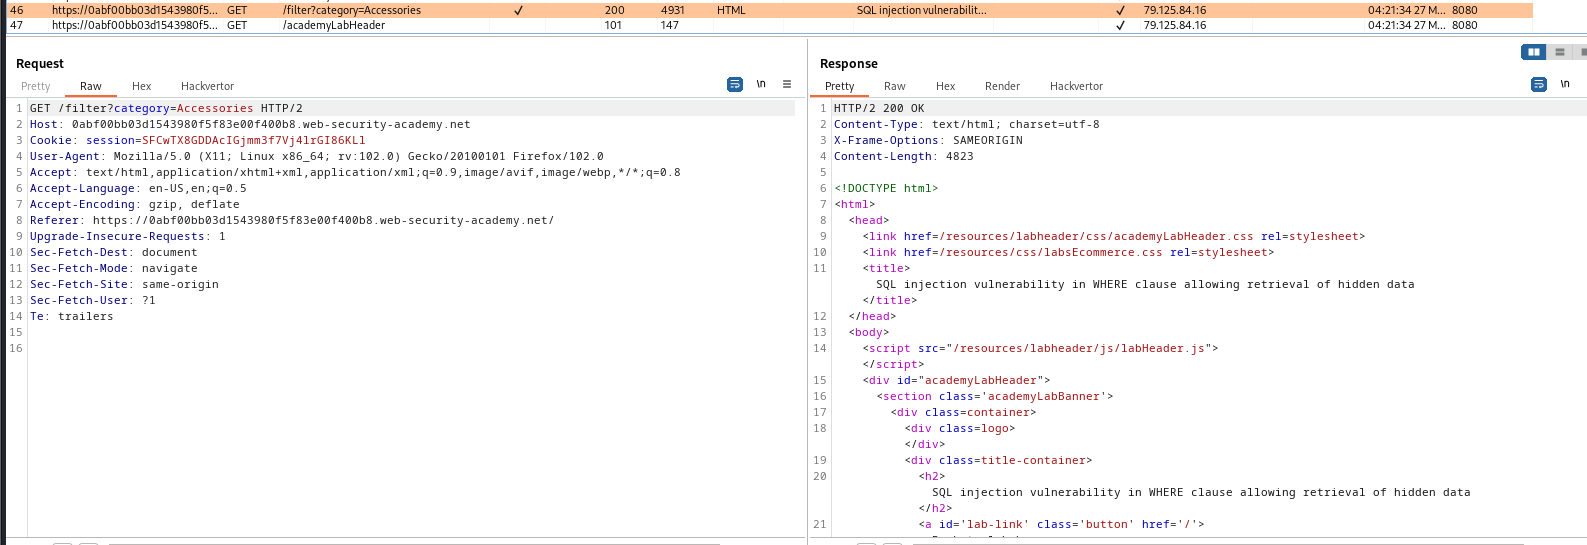 46 https://0abf00bb03d1543980f5... GET /filter?category=Accessories ✓ 200 4931 HTML SQL injection vulnerabilit... ✓ 79.125.84.16 04:21:34 27 M... 8080
47 https://0abf00bb03d1543980f5... GET /academyLabHeader 101 147 ✓ 79.125.84.16 04:21:34 27 M... 8080
Request
Pretty Raw Hex Hackvertor \n
1 GET /filter?category=Accessories HTTP/2
2 Host: 0abf00bb03d1543980f5f83e00f400b8.web-security-academy.net
3 Cookie: session=SFCwTX8GDDAcIGjmm3f7Vj4lrGI86KL1
4 User-Agent: Mozilla/5.0 (X11; Linux x86_64; rv:102.0) Gecko/20100101 Firefox/102.0
5 Accept: text/html,application/xhtml+xml,application/xml;q=0.9,image/avif,image/webp,*/*;q=0.8
6 Accept-Language: en-US,en;q=0.5
7 Accept-Encoding: gzip, deflate
8 Referer: https://0abf00bb03d1543980f5f83e00f400b8.web-security-academy.net/
9 Upgrade-Insecure-Requests: 1
10 Sec-Fetch-Dest: document
11 Sec-Fetch-Mode: navigate
12 Sec-Fetch-Site: same-origin
13 Sec-Fetch-User: ?1
14 Te: trailers
15
16
Response
Pretty Raw Hex Render Hackvertor \n
1 HTTP/2 200 OK
2 Content-Type: text/html; charset=utf-8
3 X-Frame-Options: SAMEORIGIN
4 Content-Length: 4823
5
6 <!DOCTYPE html>
7 <html>
8 <head>
9 <link href=/resources/labheader/css/academyLabHeader.css rel=stylesheet>
10 <link href=/resources/css/labsEcommerce.css rel=stylesheet>
11 <title>
SQL injection vulnerability in WHERE clause allowing retrieval of hidden data
</title>
12 </head>
13 <body>
14 <script src="/resources/labheader/js/labHeader.js">
</script>
15 <div id="academyLabHeader">
16 <section class='academyLabBanner'>
17 <div class=container>
18 <div class=logo>
</div>
19 <div class=title-container>
20 <h2>
SQL injection vulnerability in WHERE clause allowing retrieval of hidden data
</h2>
21 <a id='lab-link' class='button' href='/'>